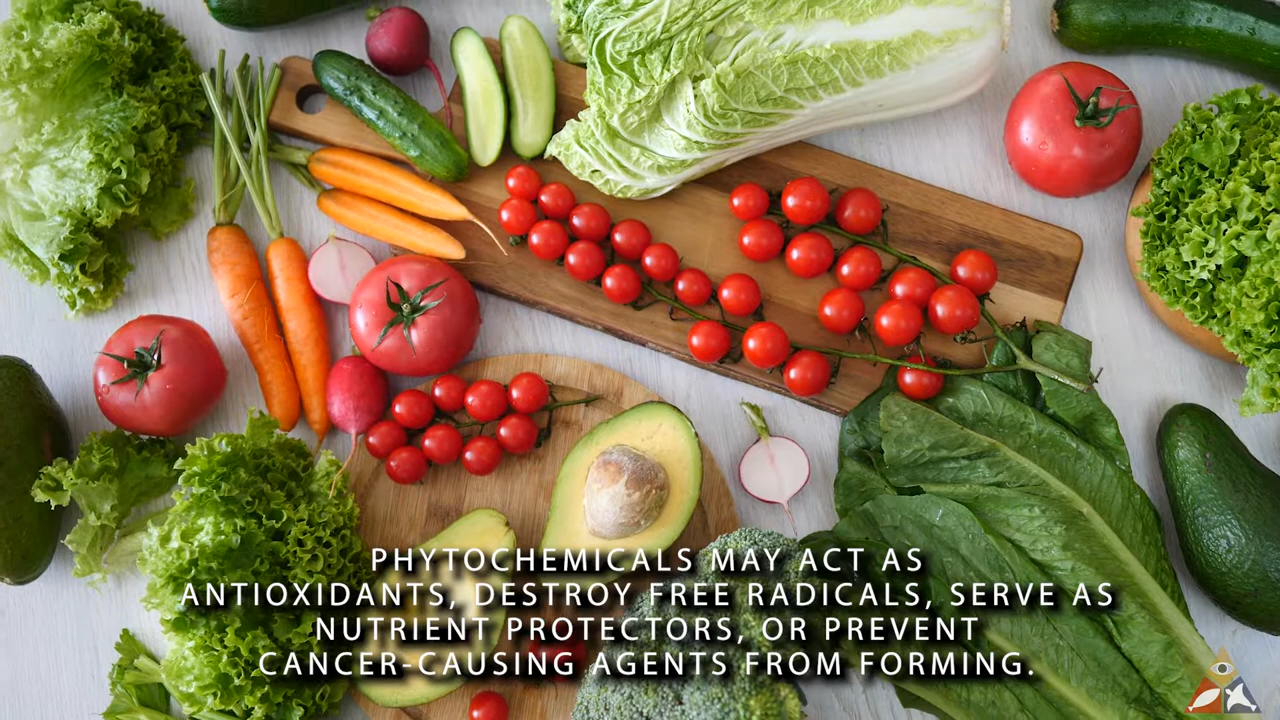 PHYTOCHEMICALS MAY ACT AS
ANTIOXIDANTS, DESTROY FREE RADICALS, SERVE AS
NUTRIENT PROTECTORS, OR PREVENT
CANCER-CAUSING AGENTS FROM FORMING.